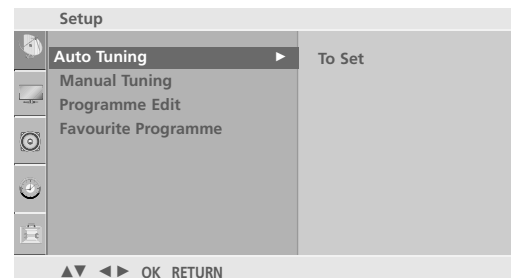 Setup
Auto Tuning ► To Set
Manual Tuning
Programme Edit
Favourite Programme
▲▼ ◄► OK RETURN